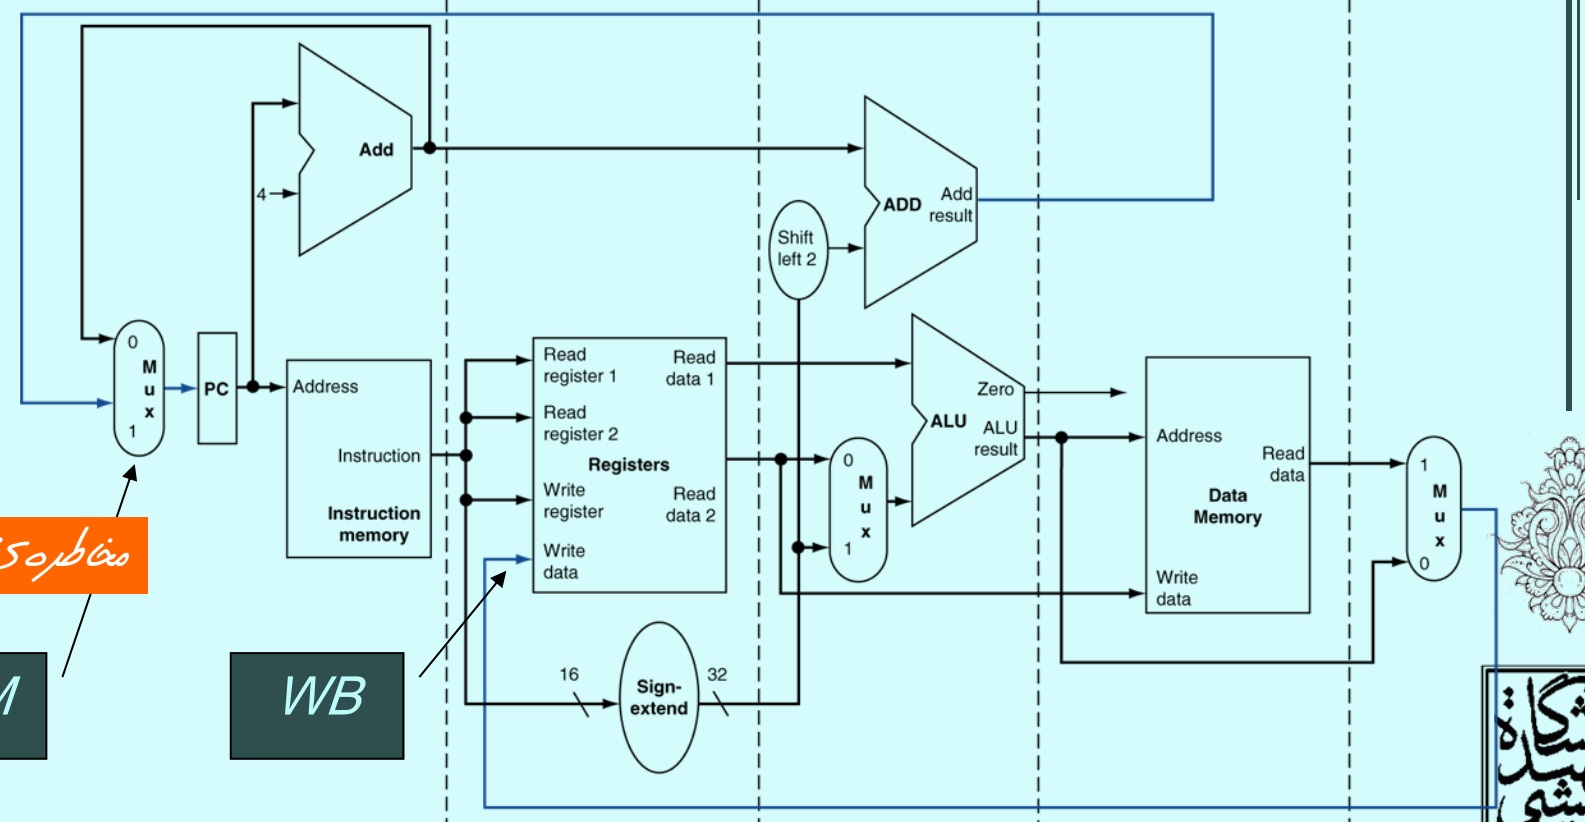 Add
4
ADD
Add
result
Shift
left 2
0
M
u
x
1
PC
Address
Instruction
Instruction
memory
Read
register 1
Read
register 2
Write
register
Write
data
Registers
Read
data 1
Read
data 2
0
M
u
x
1
Zero
ALU
ALU
result
Address
Read
data
Data
Memory
Write
data
1
M
u
x
0
مخاطره‌ی
M
WB
16
Sign-
extend
32